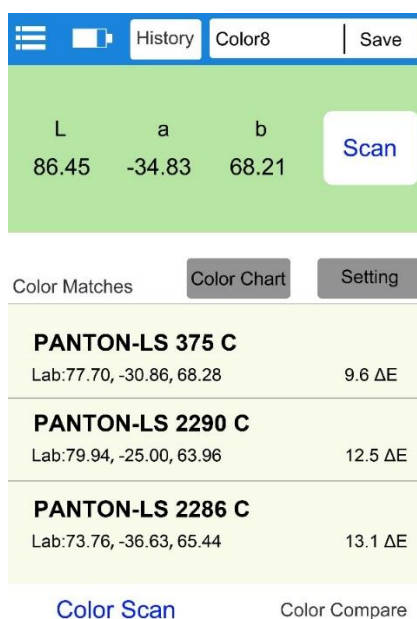 History Color8 Save
L a b
86.45 -34.83 68.21 Scan
Color Matches Color Chart Setting
PANTON-LS 375 C
Lab:77.70, -30.86, 68.28 9.6 ΔE
PANTON-LS 2290 C
Lab:79.94, -25.00, 63.96 12.5 ΔE
PANTON-LS 2286 C
Lab:73.76, -36.63, 65.44 13.1 ΔE
Color Scan Color Compare